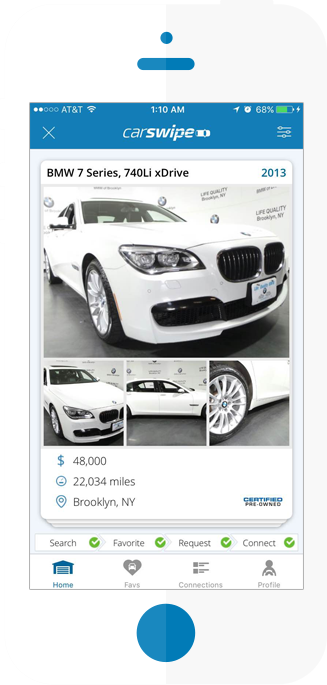 AT&T 1:10 AM 68%
carswipe
BMW 7 Series, 740Li xDrive 2013
LIFE QUALITY
Brooklyn, NY
LIFE QUALITY
Brooklyn, NY
$ 48,000
22,034 miles
Brooklyn, NY
CERTIFIED
PRE-OWNED
Search Favorite Request Connect
Home Favs Connections Profile